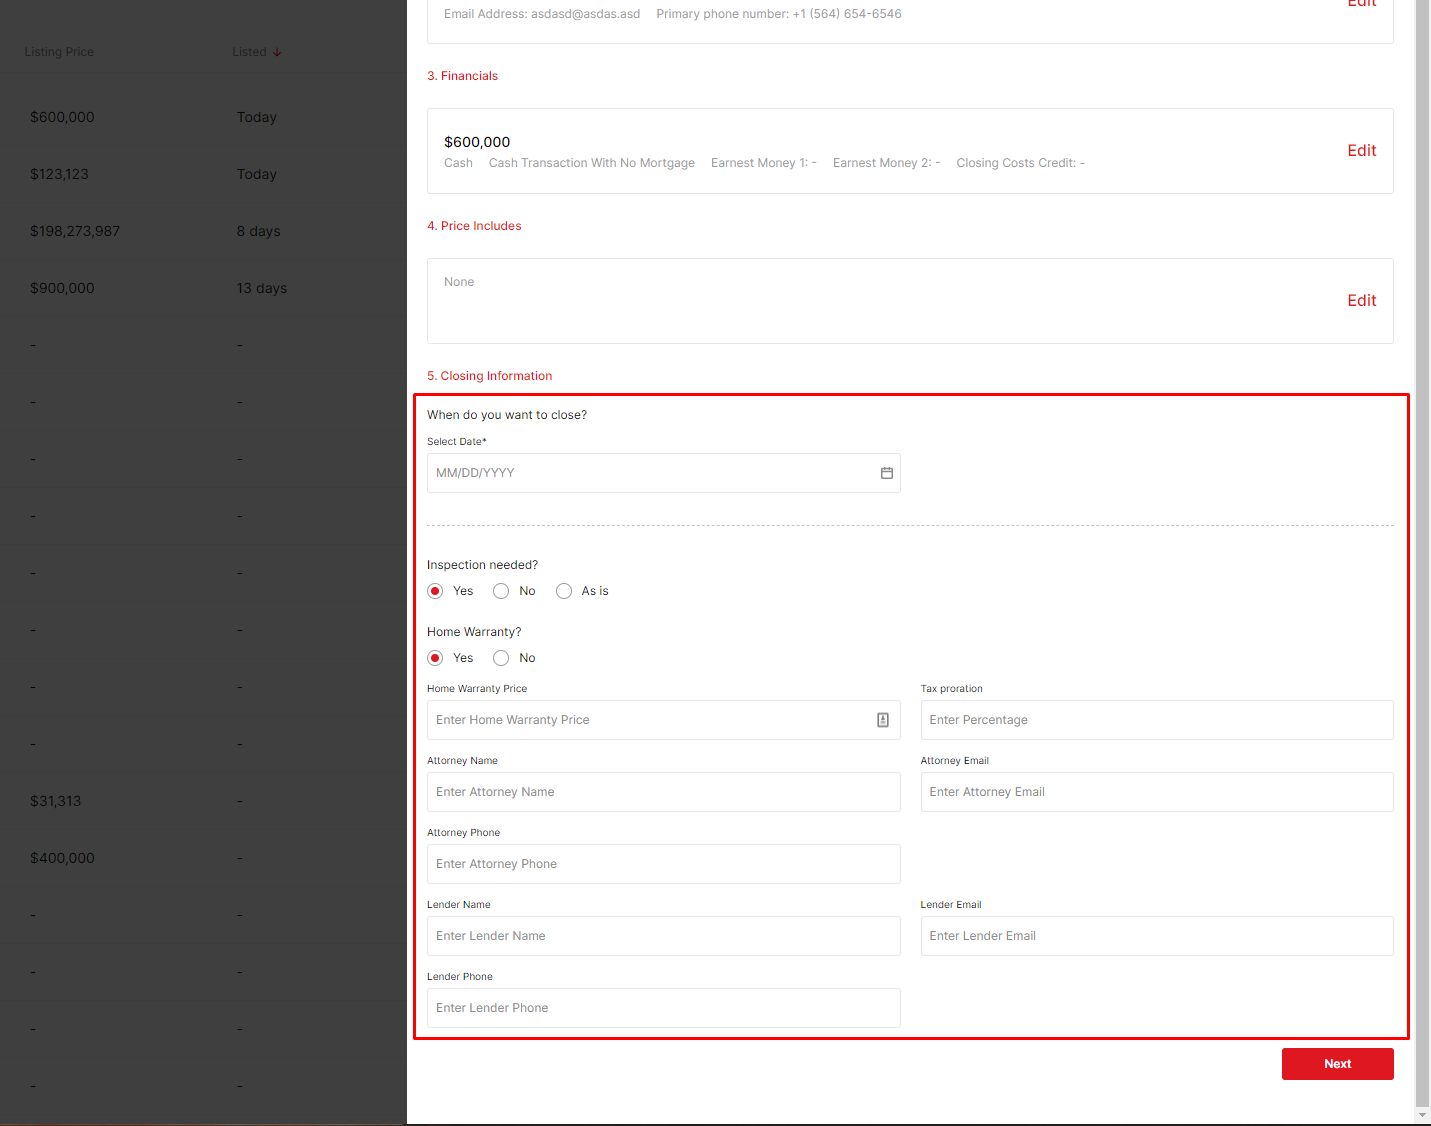 Listing Price Listed ↓
$600,000 Today
$123,123 Today
$198,273,987 8 days
$900,000 13 days
- -
- -
- -
- -
- -
- -
- -
- -
$31,313 -
$400,000 -
- -
- -
- -
- -
Email Address: asdasd@asdas.asd Primary phone number: +1 (564) 654-6546
Edit
3. Financials
$600,000
Cash Cash Transaction With No Mortgage Earnest Money 1: - Earnest Money 2: - Closing Costs Credit: -
Edit
4. Price Includes
None
Edit
5. Closing Information
When do you want to close?
Select Date*
MM/DD/YYYY
Inspection needed?
Yes No As is
Home Warranty?
Yes No
Home Warranty Price Tax proration
Enter Home Warranty Price Enter Percentage
Attorney Name Attorney Email
Enter Attorney Name Enter Attorney Email
Attorney Phone
Enter Attorney Phone
Lender Name Lender Email
Enter Lender Name Enter Lender Email
Lender Phone
Enter Lender Phone
Next